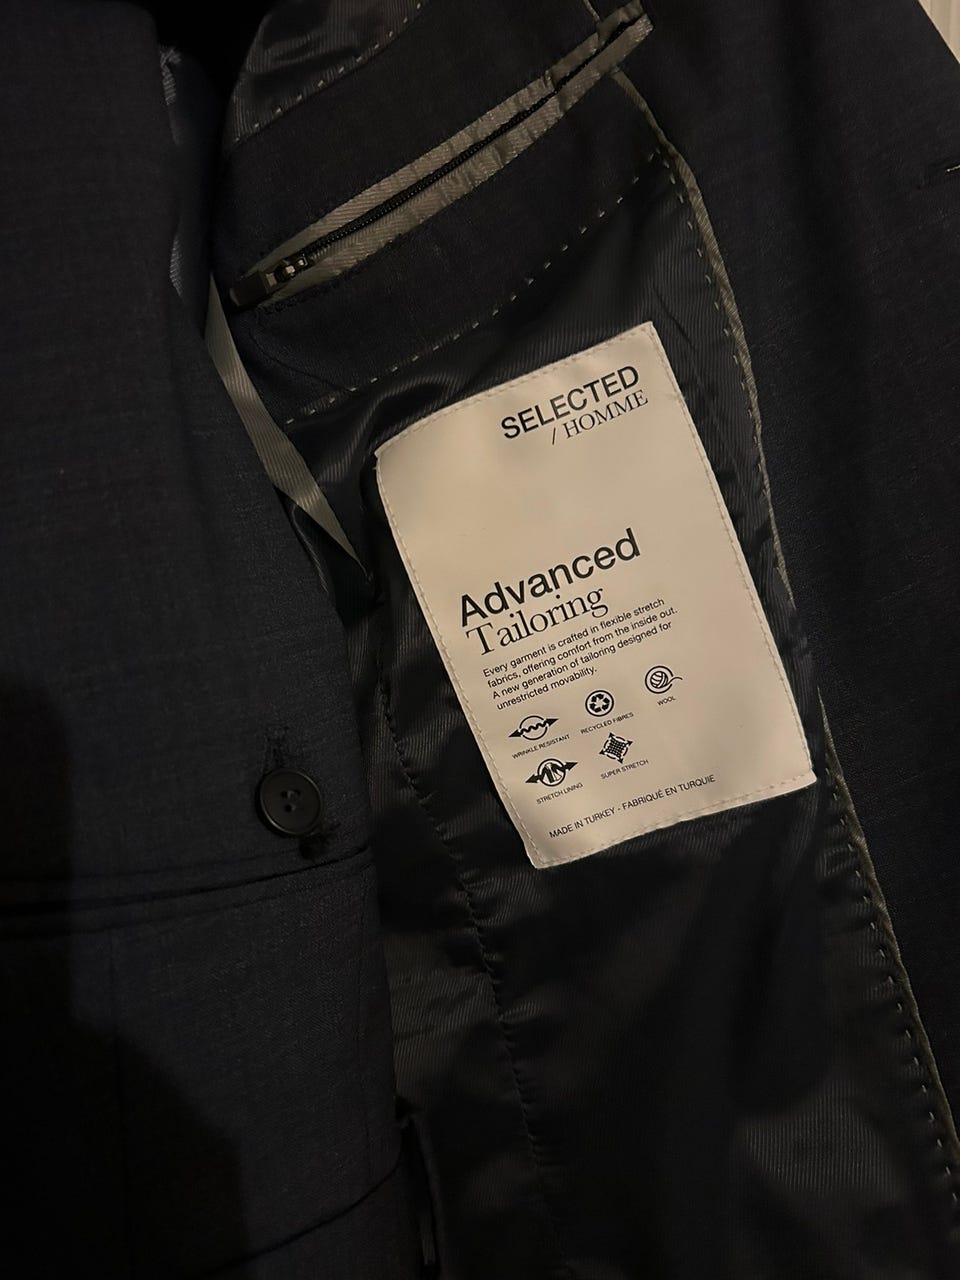 SELECTED
/ HOMME
Advanced
Tailoring
Every garment is crafted in flexible stretch
fabrics, offering comfort from the inside out.
A new generation of tailoring designed for
unrestricted movability.
WRINKLE RESISTANT
RECYCLED FIBRES
WOOL
STRETCH LINING
SUPER STRETCH
MADE IN TURKEY - FABRIQUÉ EN TURQUIE